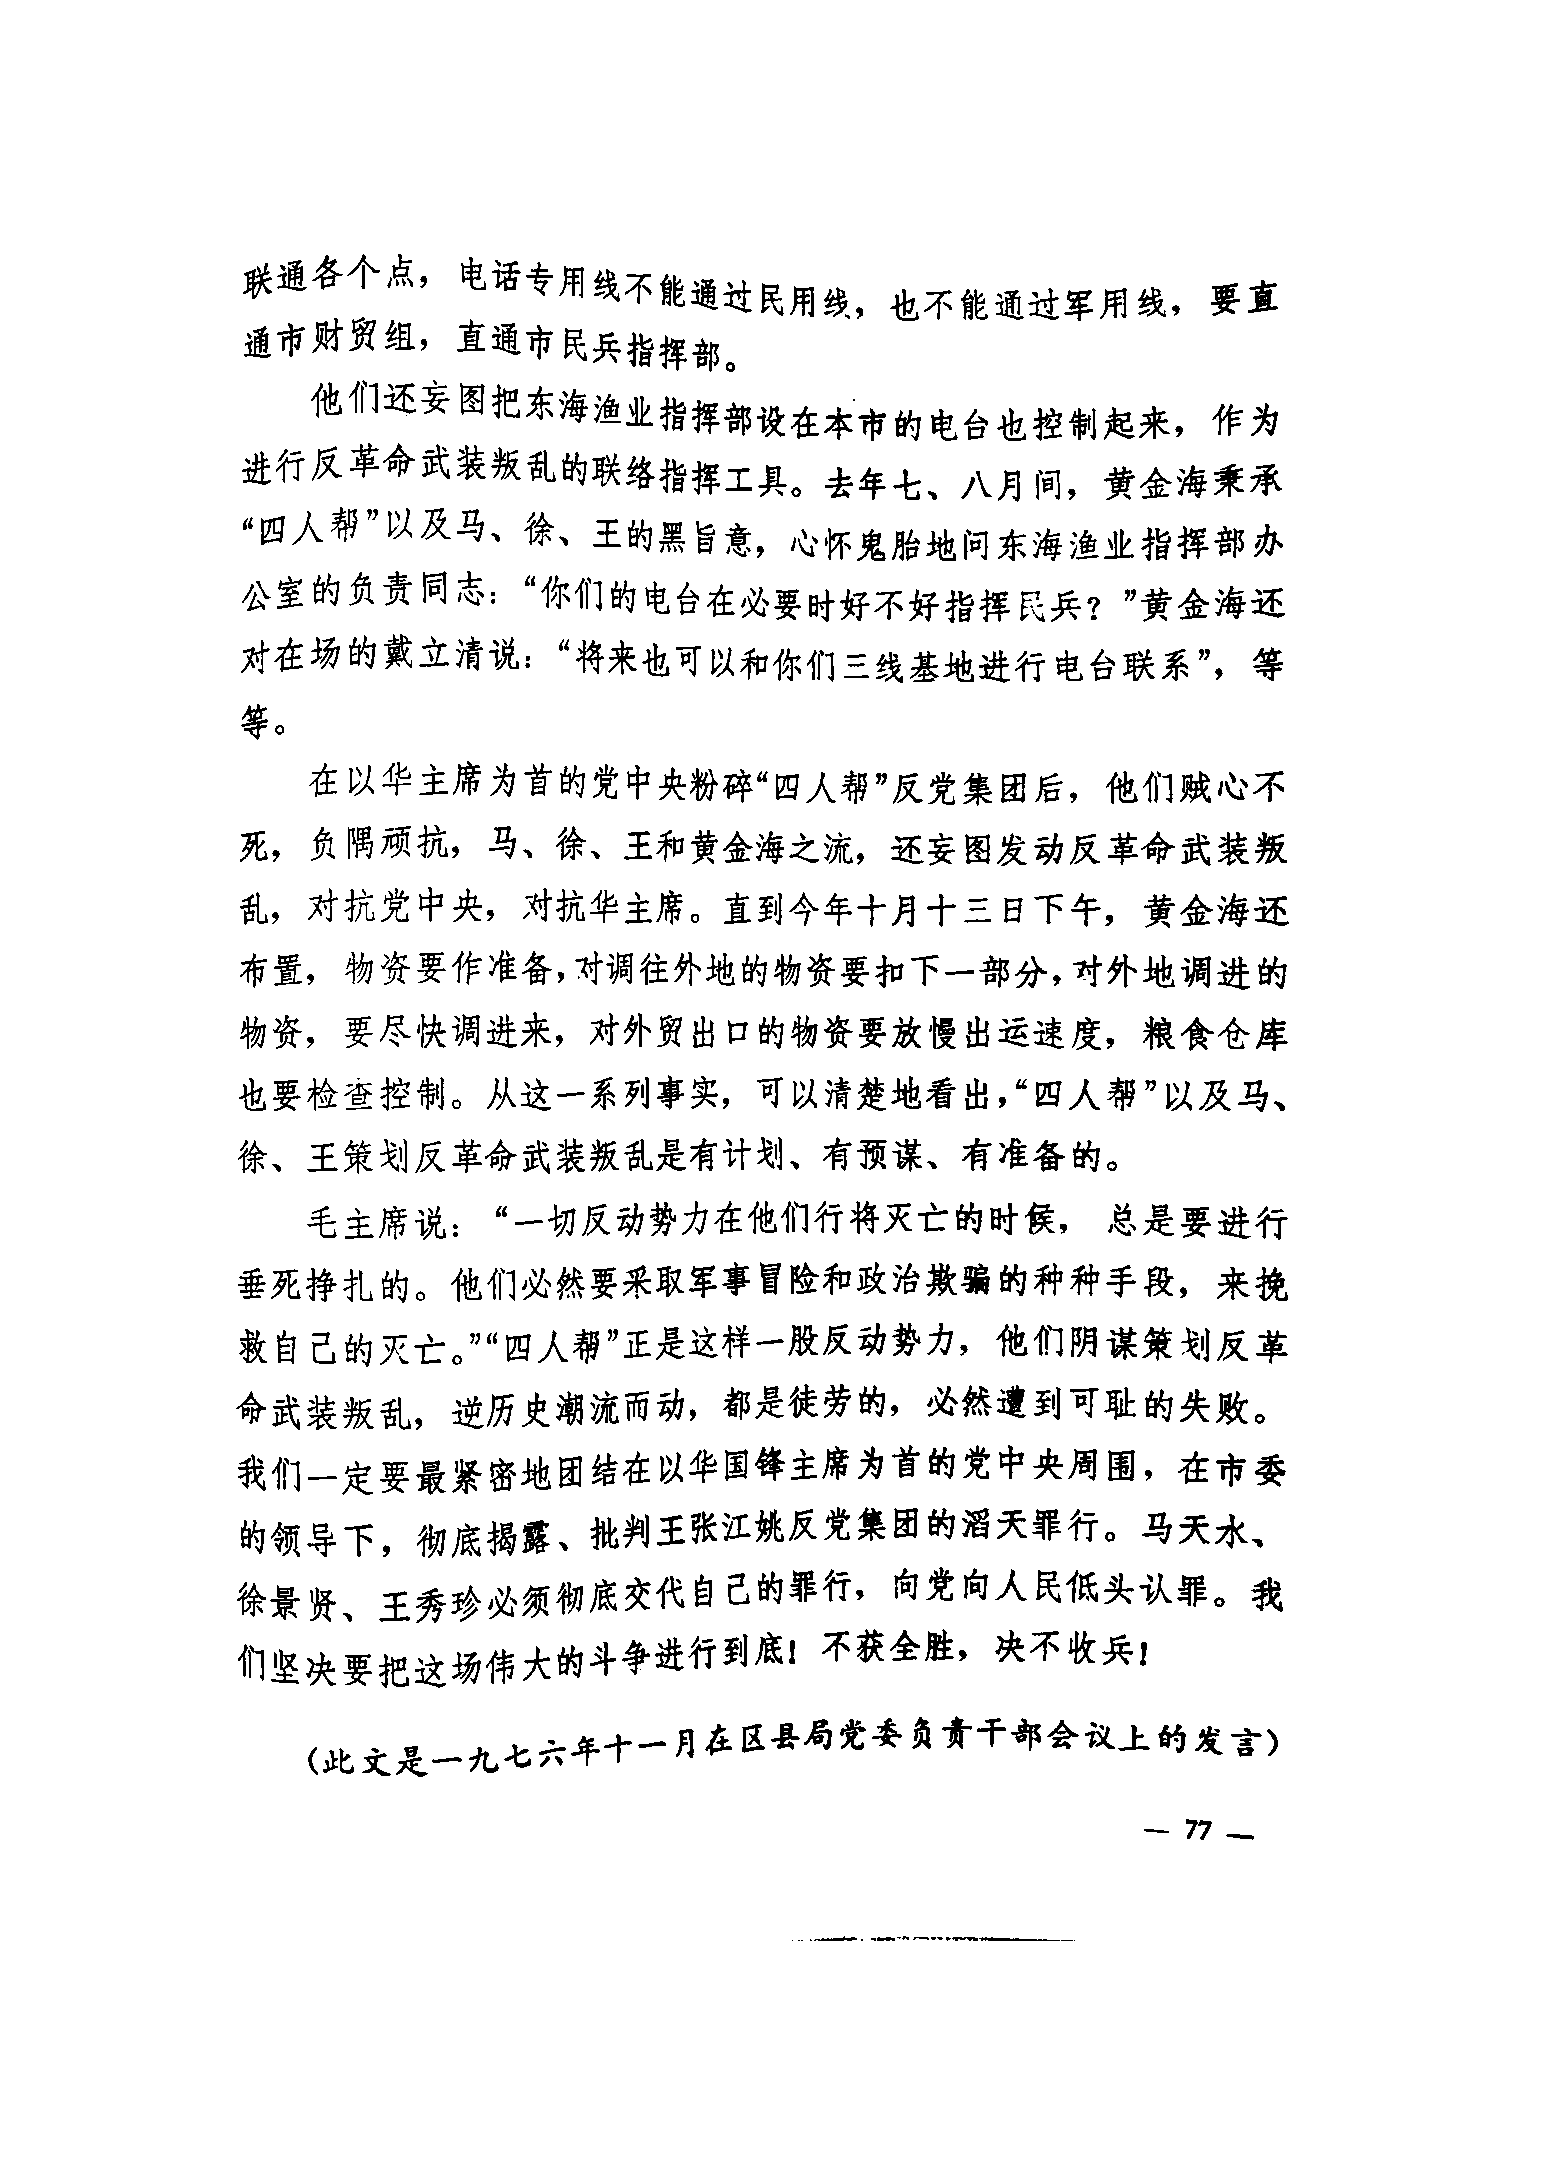 联通各个点，电话专用线不能通过民用线，也不能通过军用线，要直
通市财贸组，直通市民兵指挥部。
他们还妄图把东海渔业指挥部设在本市的电台也控制起来，作为
进行反革命武装叛乱的联络指挥工具。去年七、八月间，黄金海秉承
“四人帮”以及马、徐、王的黑旨意，心怀鬼胎地问东海渔业指挥部办
公室的负责同志：“你们的电台在必要时好不好指挥民兵？”黄金海还
对在场的戴立清说：“将来也可以和你们三线基地进行电台联系”，等
等。
在以华主席为首的党中央粉碎“四人帮”反党集团后，他们贼心不
死，负隅顽抗，马、徐、王和黄金海之流，还妄图发动反革命武装叛
乱，对抗党中央，对抗华主席。直到今年十月十三日下午，黄金海还
布置，物资要作准备，对调往外地的物资要扣下一部分，对外地调进的
物资，要尽快调进来，对外贸出口的物资要放慢出运速度，粮食仓库
也要检查控制。从这一系列事实，可以清楚地看出，“四人帮”以及马、
徐、王策划反革命武装叛乱是有计划、有预谋、有准备的。
毛主席说：“一切反动势力在他们行将灭亡的时候，总是要进行
垂死挣扎的。他们必然要采取军事冒险和政治欺骗的种种手段，来挽
救自己的灭亡。”“四人帮”正是这样一股反动势力，他们阴谋策划反革
命武装叛乱，逆历史潮流而动，都是徒劳的，必然遭到可耻的失败。
我们一定要最紧密地团结在以华国锋主席为首的党中央周围，在市委
的领导下，彻底揭露、批判王张江姚反党集团的滔天罪行。马天水、
徐景贤、王秀珍必须彻底交代自己的罪行，向党向人民低头认罪。我
们坚决要把这场伟大的斗争进行到底！不获全胜，决不收兵！
（此文是一九七六年十一月在区县局党委负责干部会议上的发言）
— 77 —